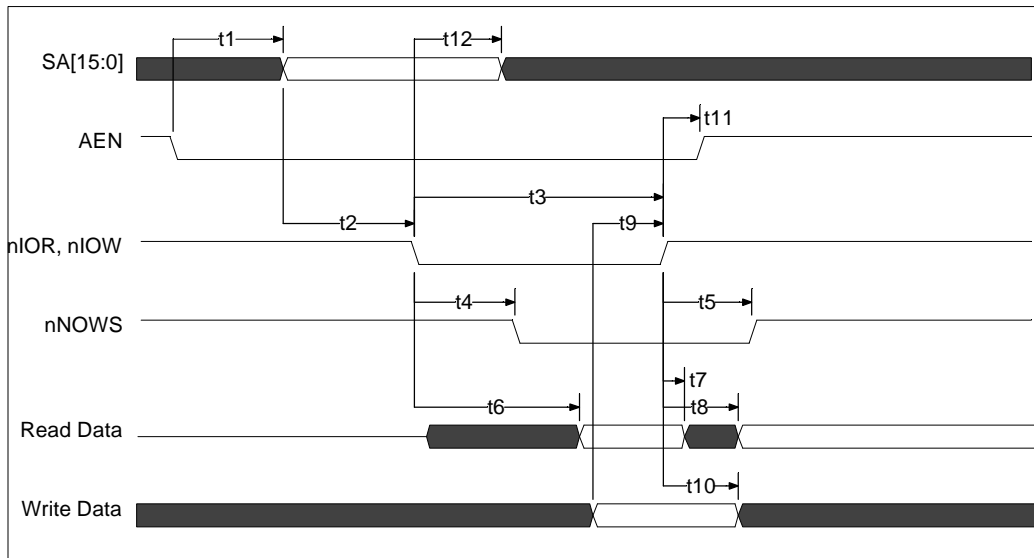 t1
t12
SA[15:0]
t11
AEN
t3
t2
t9
nIOR, nIOW
t4
t5
nNOWS
t7
t6
t8
Read Data
t10
Write Data